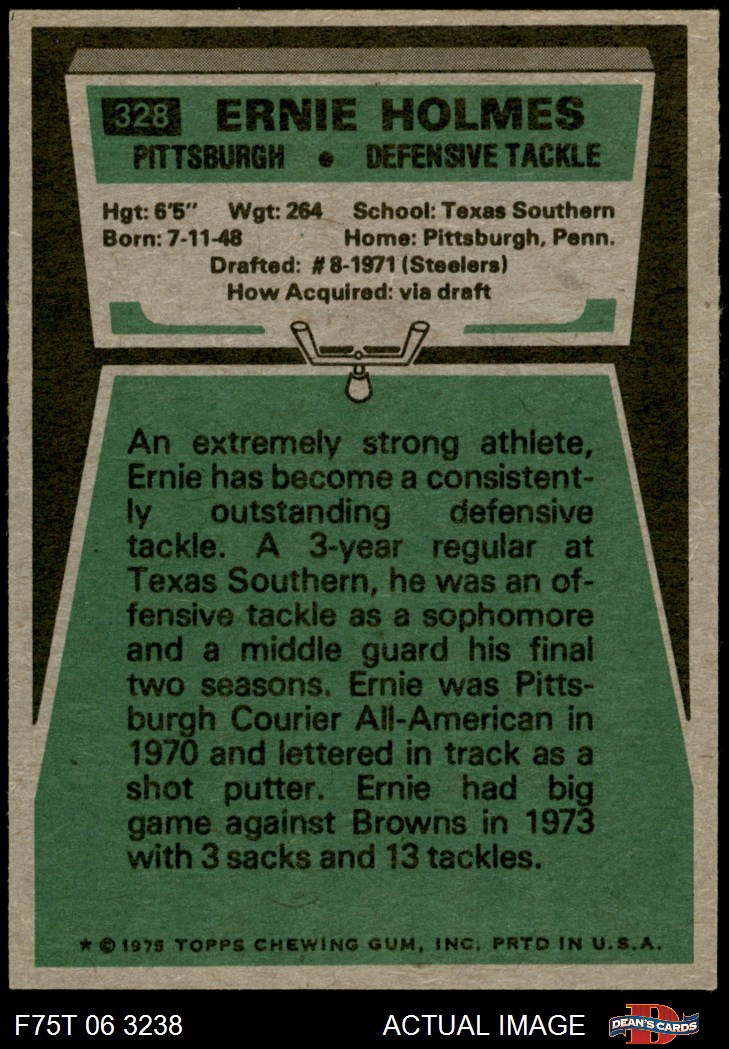 328 ERNIE HOLMES
PITTSBURGH • DEFENSIVE TACKLE
Hgt: 6'5" Wgt: 264 School: Texas Southern
Born: 7-11-48 Home: Pittsburgh, Penn.
Drafted: #8-1971 (Steelers)
How Acquired: via draft
An extremely strong athlete,
Ernie has become a consistent-
ly outstanding defensive
tackle. A 3-year regular at
Texas Southern, he was an of-
fensive tackle as a sophomore
and a middle guard his final
two seasons. Ernie was Pitts-
burgh Courier All-American in
1970 and lettered in track as a
shot putter. Ernie had big
game against Browns in 1973
with 3 sacks and 13 tackles.
* © 1975 TOPPS CHEWING GUM, INC. PRTD IN U.S.A.
F75T 06 3238 ACTUAL IMAGE DEAN'S CARDS